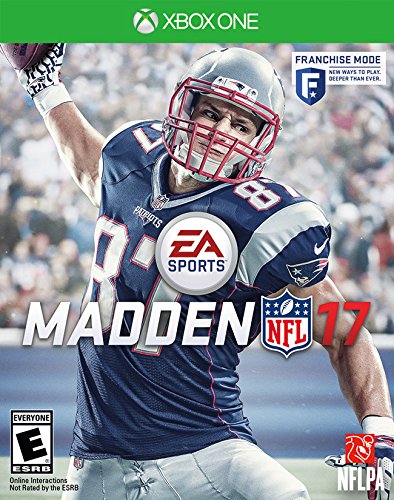 XBOX ONE
FRANCHISE MODE
F
NEW WAYS TO PLAY.
DEEPER THAN EVER.
PATRIOTS
87
87
EA
SPORTS
MADDEN NFL 17
EVERYONE
E
ESRB
Online Interactions
Not Rated by the ESRB
NFLPA